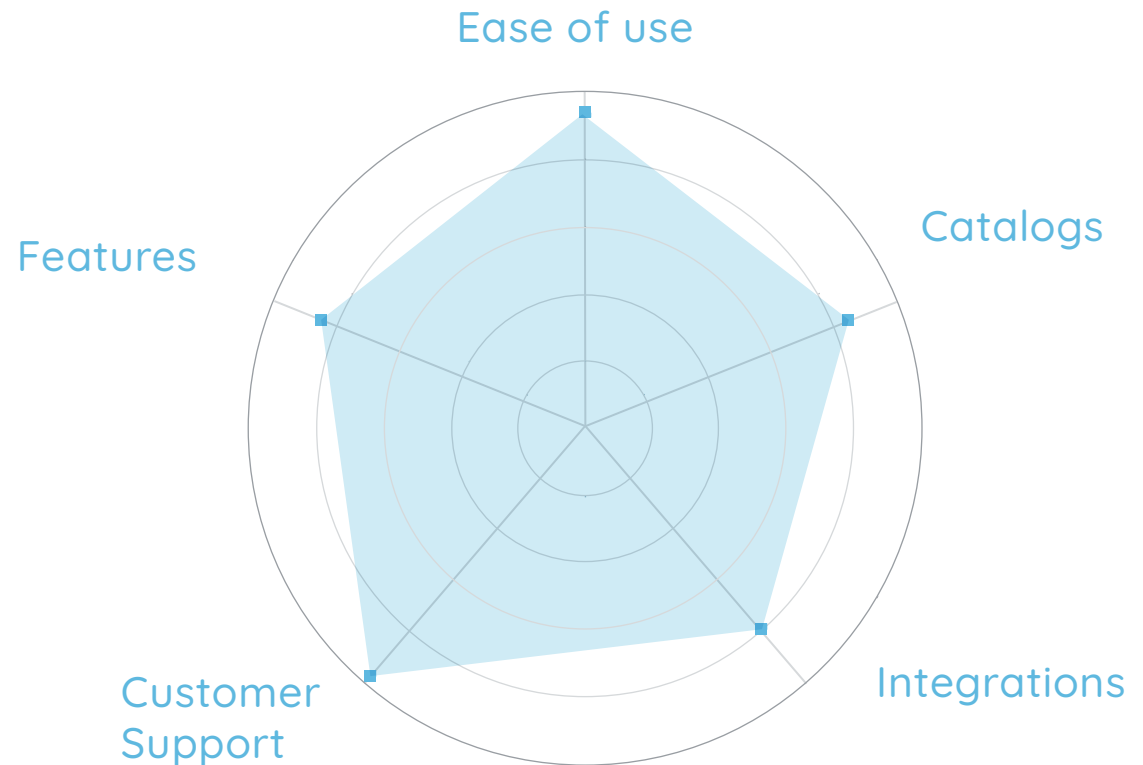 Ease of use
Catalogs
Features
Integrations
Customer
Support